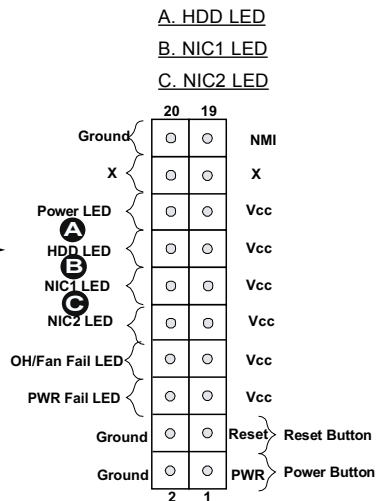 A. HDD LED
B. NIC1 LED
C. NIC2 LED
20 19
Ground NMI
X X
Power LED Vcc
A
HDD LED Vcc
B
NIC1 LED Vcc
C
NIC2 LED Vcc
OH/Fan Fail LED Vcc
PWR Fail LED Vcc
Ground Reset Reset Button
Ground PWR Power Button
2 1